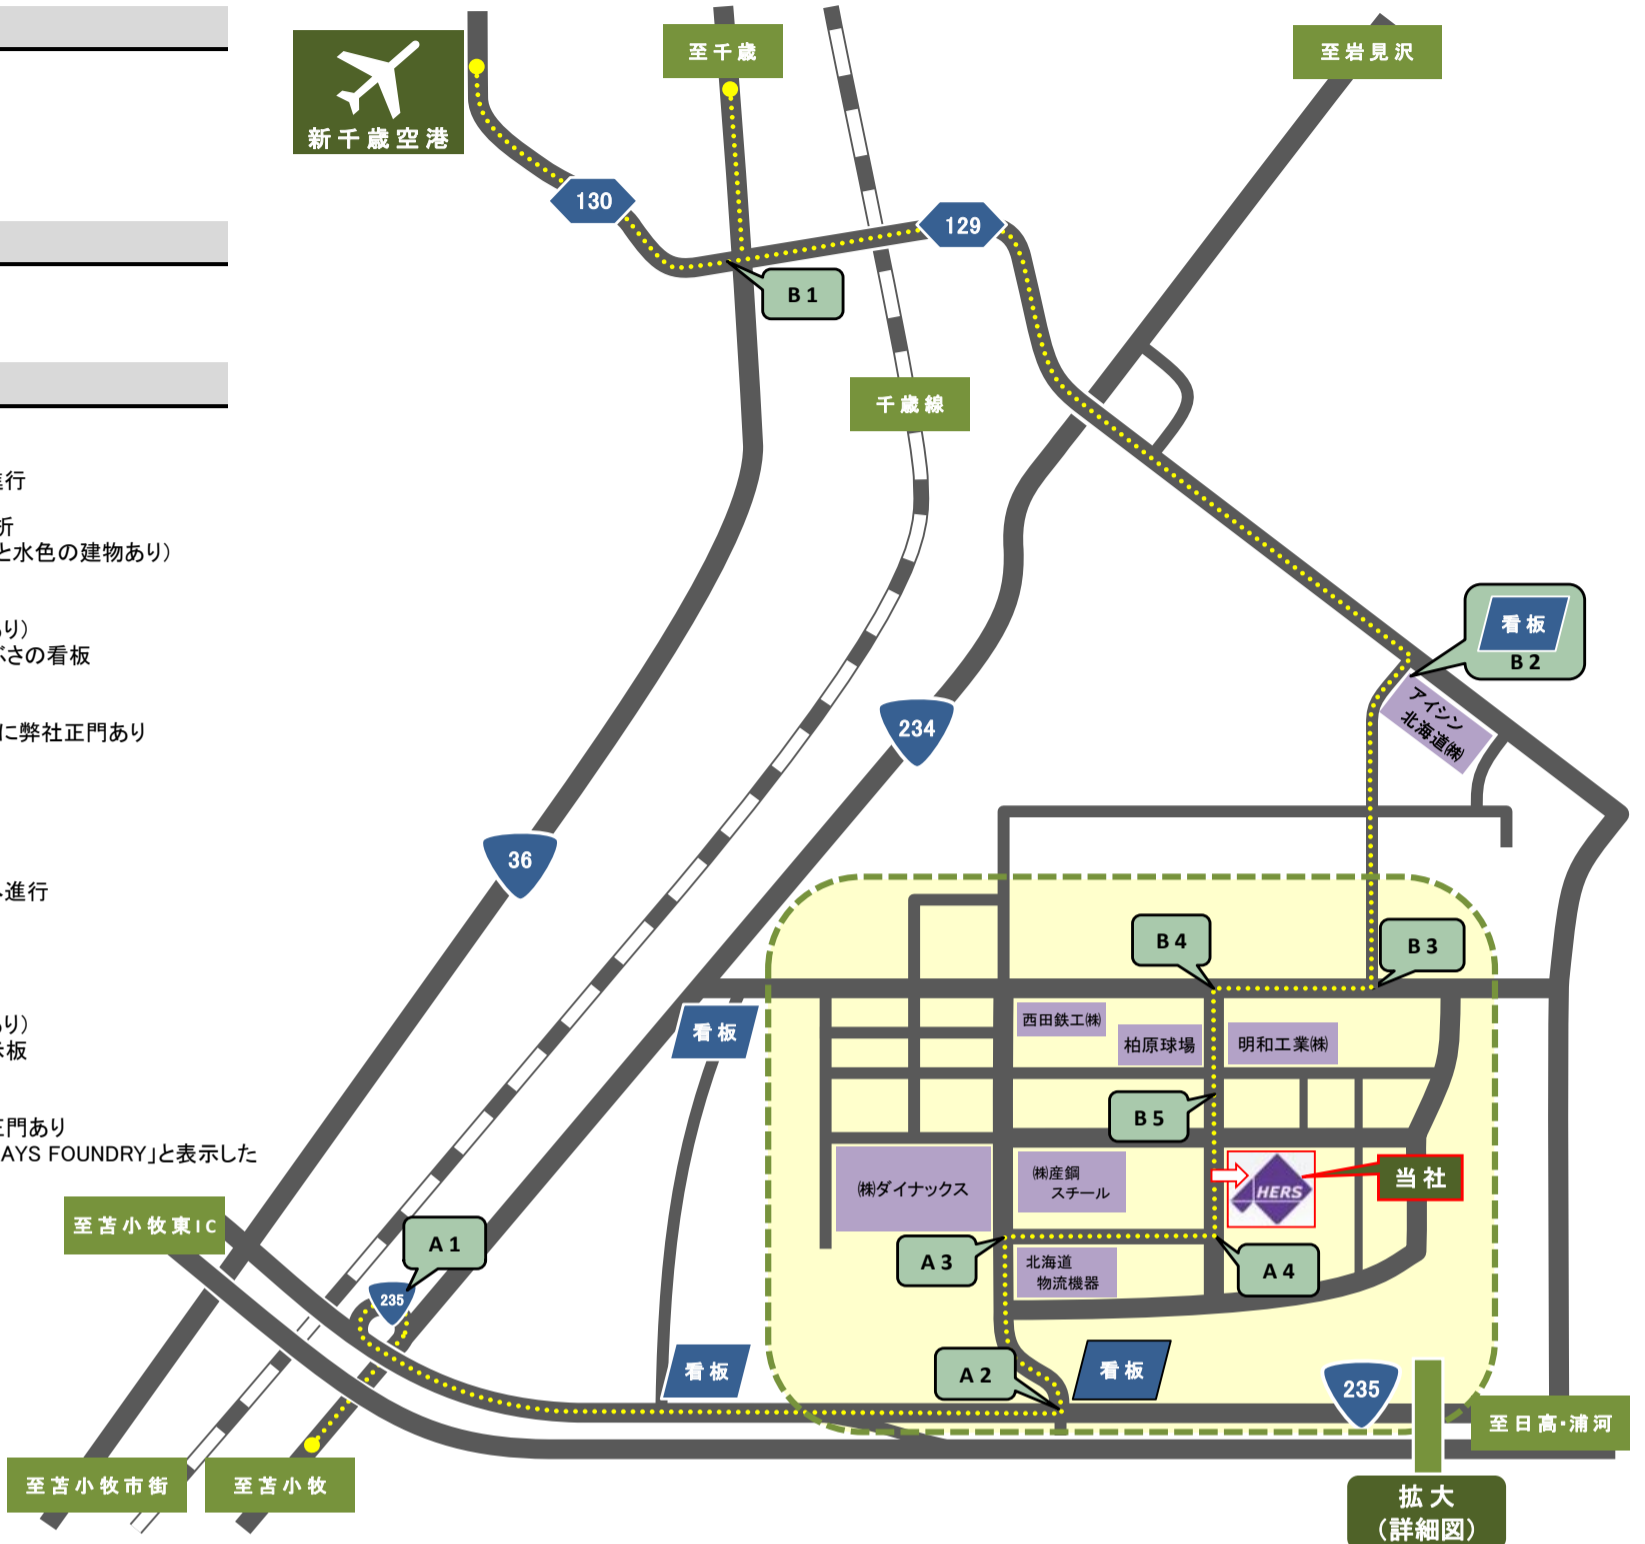 新千歳空港
至千歳
至岩見沢
130
129
B1
千歳線
進行
折
と水色の建物あり)
看板
B2
アイシン
北海道㈱
ぶさの看板
に弊社正門あり
234
36
進行
B4
B3
西田鉄工㈱
看板
柏原球場
明和工業㈱
B5
正門あり
AYS FOUNDRY」と表示した
㈱ダイナックス
㈱産鋼
スチール
HERS
当社
至苫小牧東IC
A1
A3
北海道
物流機器
A4
235
看板
A2
看板
235
至日高・浦河
至苫小牧市街
至苫小牧
拡大
(詳細図)